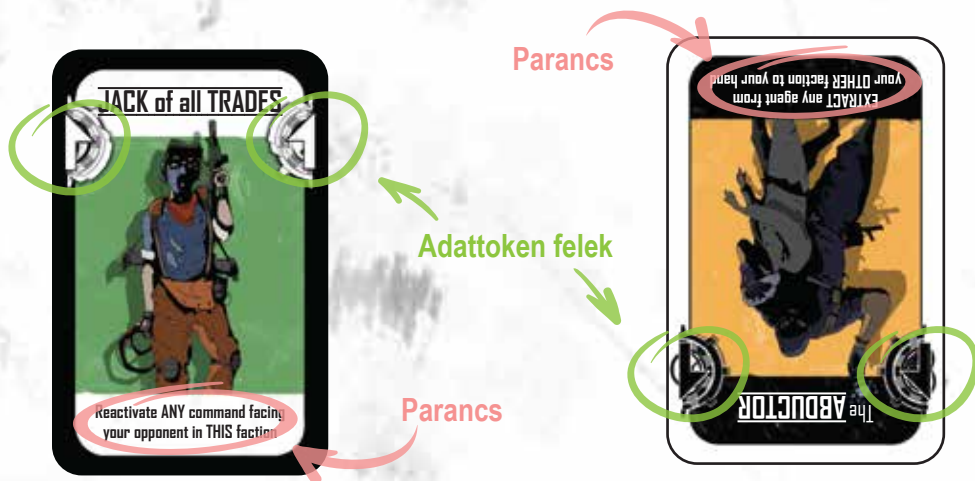 Parancs
JACK of all TRADES
Adattoken felek
Reactivate ANY command facing
your opponent in THIS faction
Parancs
EXTRACT any agent from
your OTHER faction to your hand
The ABDUCTOR